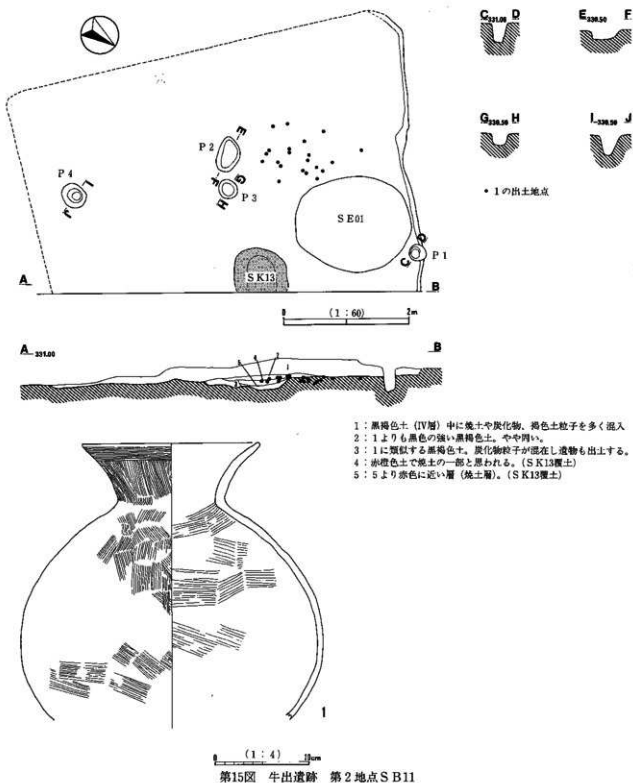 C 331.00 D
E 330.50 F
G 330.50 H
I 330.50 J
• 1の出土地点
P 2
E
F
G
H
P 3
P 4
I
J
SE01
D
C
P 1
SK13
A
B
0 (1：60) 2m
A 331.00
B
1：黒褐色土（Ⅳ層）中に焼土や炭化物、褐色土粒子を多く混入
2：1よりも黒色の強い黒褐色土。やや固い。
3：1に類似する黒褐色土。炭化物粒子が混在し遺物も出土する。
4：赤橙色土で焼土の一部と思われる。（SK13覆土）
5：5より赤色に近い層（焼土層）。（SK13覆土）
1
0 (1：4) 10cm
第15図 牛出遺跡 第2地点SB11